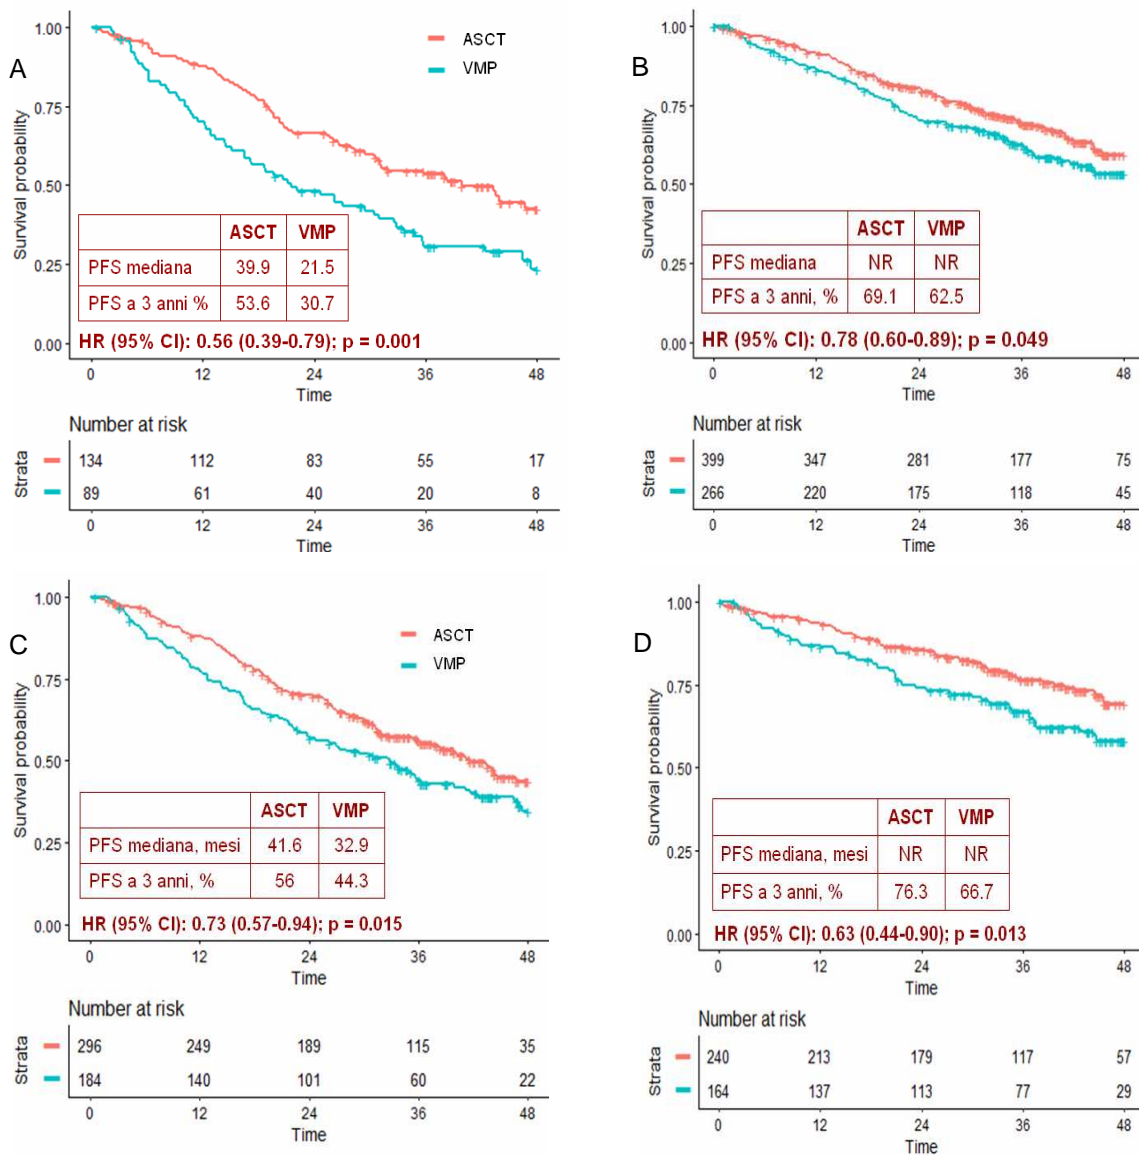 A
Survival probability
1.00
0.75
0.50
0.25
0.00
ASCT
VMP
ASCT VMP
PFS mediana 39.9 21.5
PFS a 3 anni % 53.6 30.7
HR (95% CI): 0.56 (0.39-0.79); p = 0.001
0 12 24 36 48
Time
Number at risk
Strata
134 112 83 55 17
89 61 40 20 8
0 12 24 36 48
Time
B
Survival probability
1.00
0.75
0.50
0.25
0.00
ASCT VMP
PFS mediana NR NR
PFS a 3 anni, % 69.1 62.5
HR (95% CI): 0.78 (0.60-0.89); p = 0.049
0 12 24 36 48
Time
Number at risk
Strata
399 347 281 177 75
266 220 175 118 45
0 12 24 36 48
Time
C
Survival probability
1.00
0.75
0.50
0.25
0.00
ASCT
VMP
ASCT VMP
PFS mediana, mesi 41.6 32.9
PFS a 3 anni, % 56 44.3
HR (95% CI): 0.73 (0.57-0.94); p = 0.015
0 12 24 36 48
Time
Number at risk
Strata
296 249 189 115 35
184 140 101 60 22
0 12 24 36 48
Time
D
Survival probability
1.00
0.75
0.50
0.25
0.00
ASCT VMP
PFS mediana, mesi NR NR
PFS a 3 anni, % 76.3 66.7
HR (95% CI): 0.63 (0.44-0.90); p = 0.013
0 12 24 36 48
Time
Number at risk
Strata
240 213 179 117 57
164 137 113 77 29
0 12 24 36 48
Time